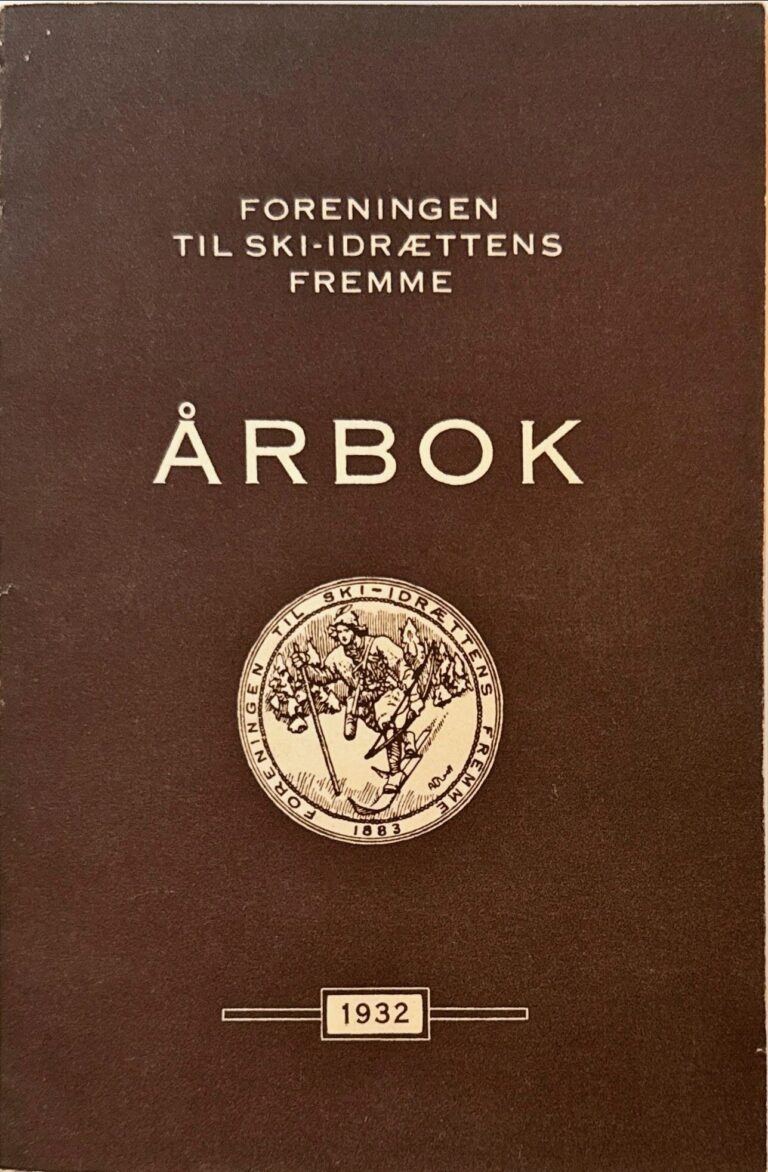 FORENINGEN
TIL SKI-IDRÆTTENS
FREMME
ÅRBOK
FORENINGEN TIL SKI-IDRÆTTENS FREMME
1883
1932